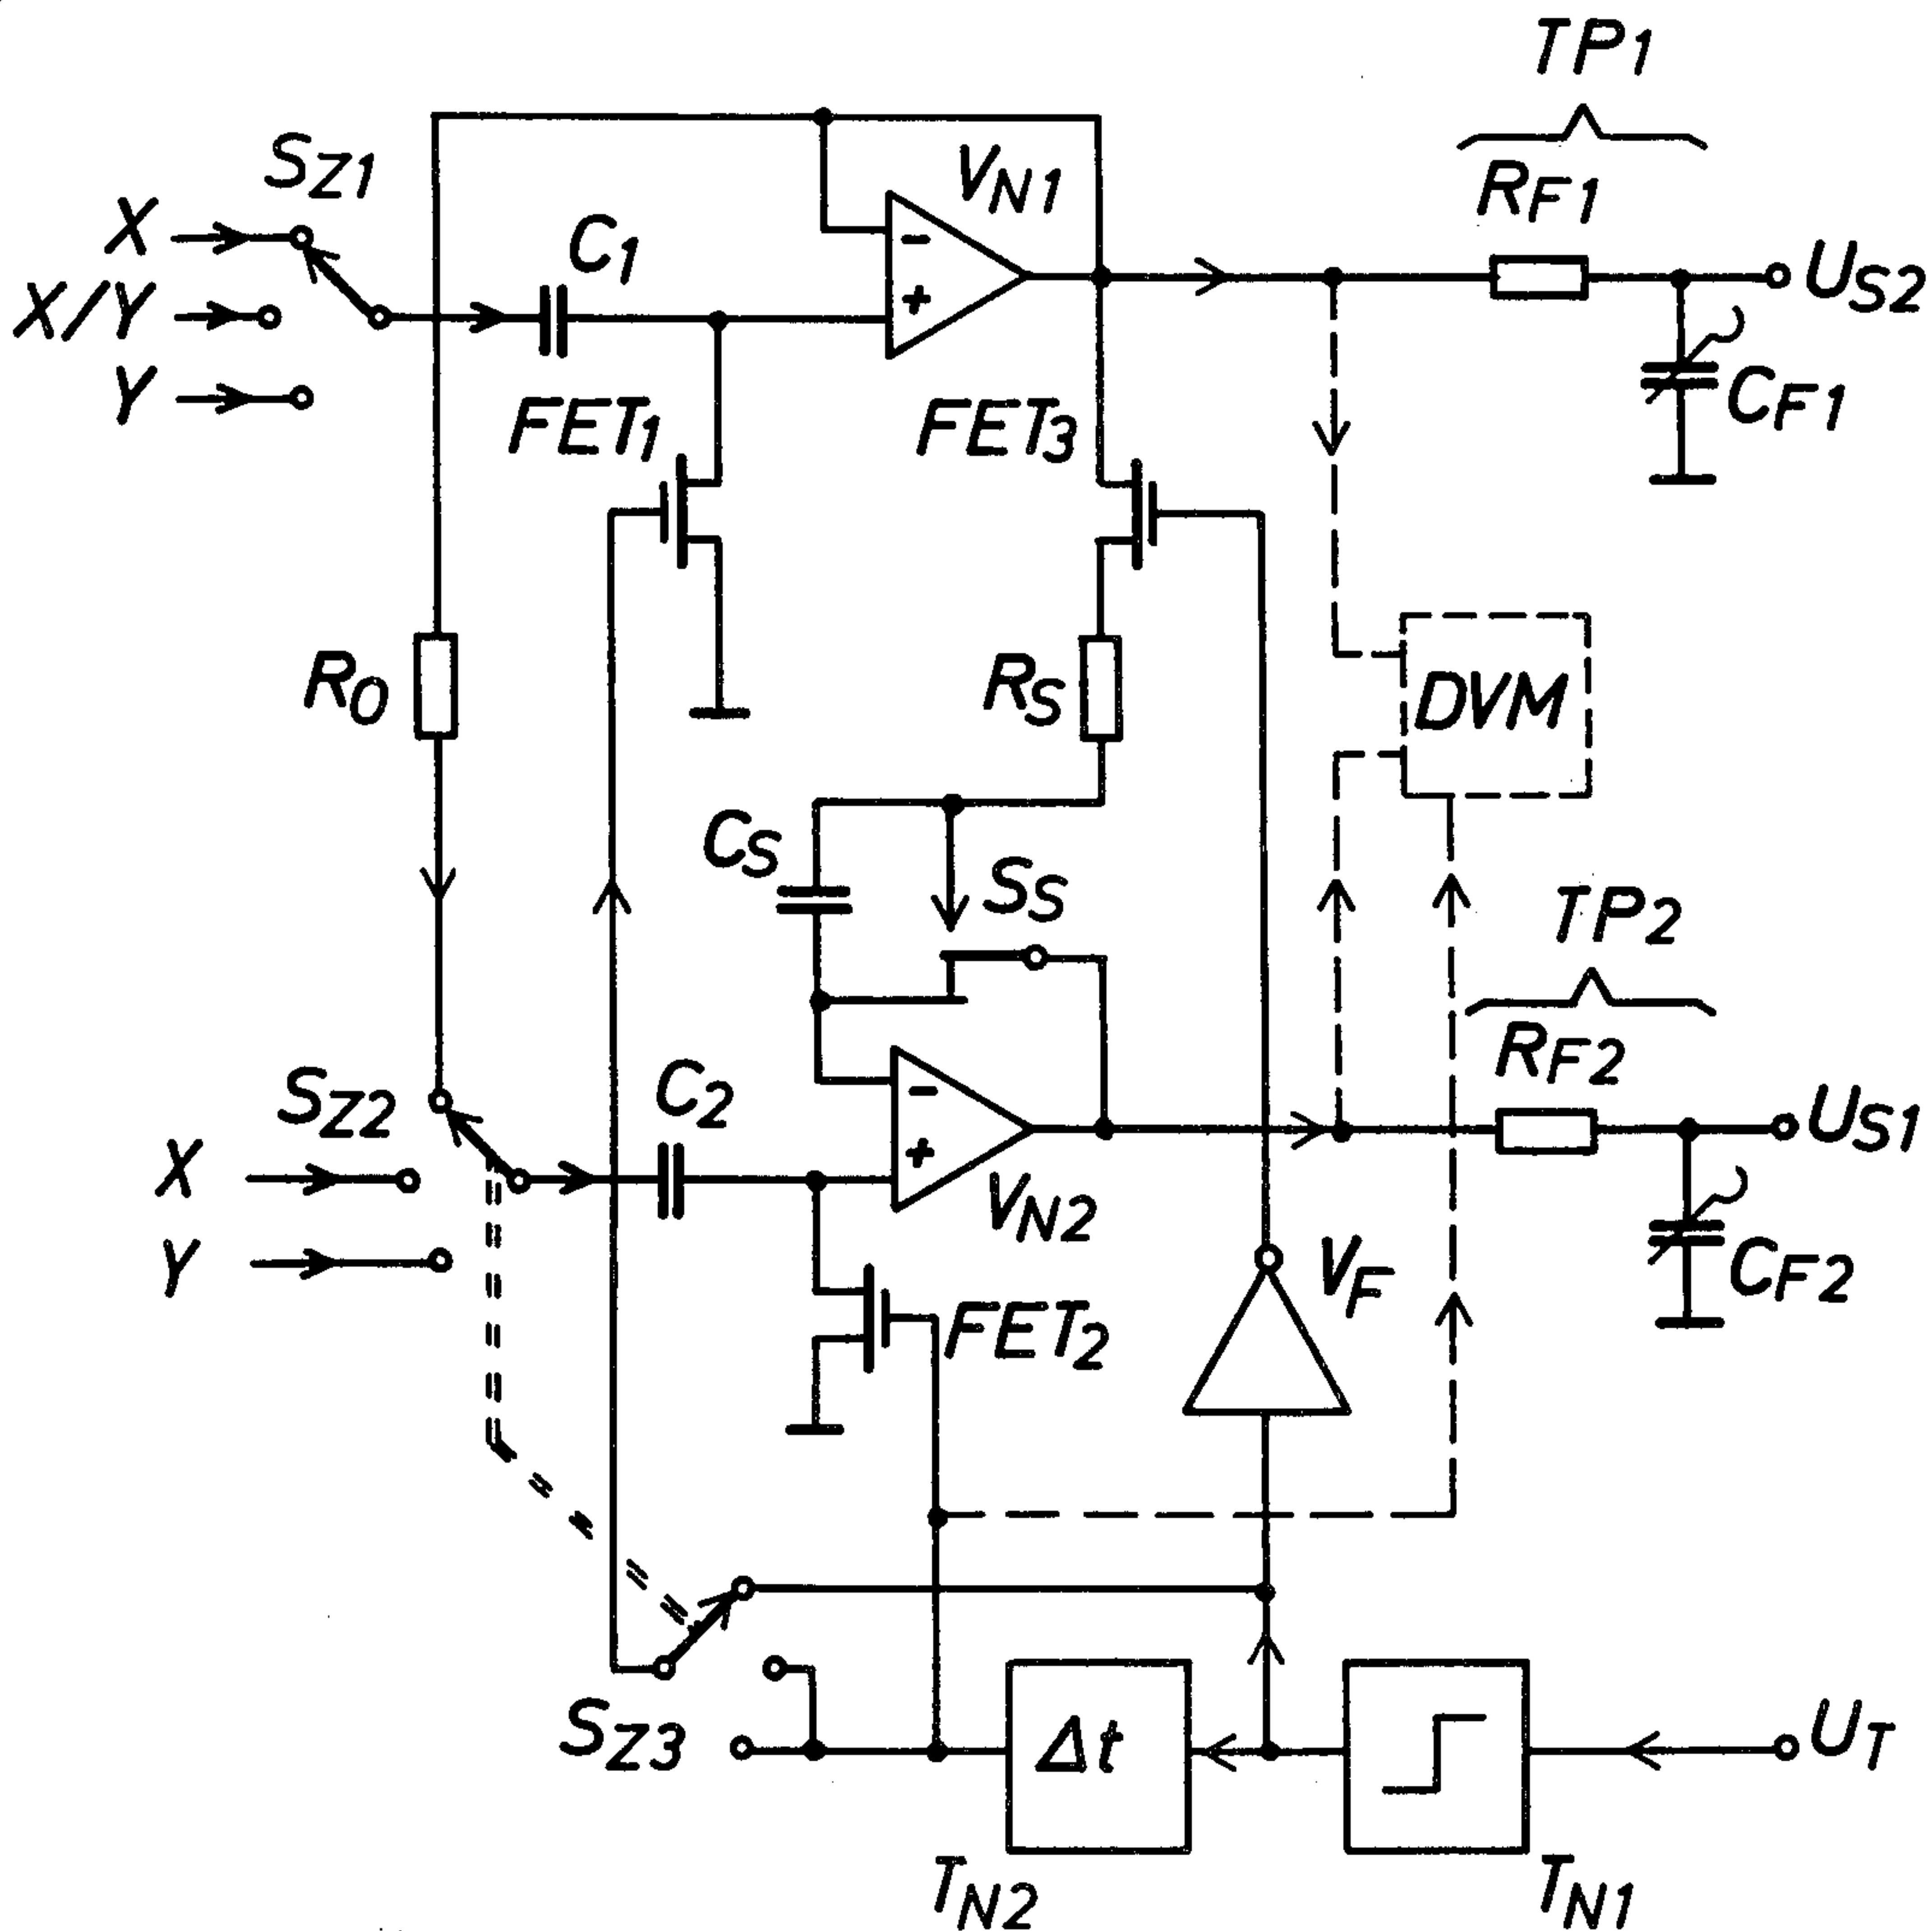 TP1
SZ1
VN1
RF1
X
C1
US2
X/Y
-
+
CF1
Y
FET1
FET3
RO
RS
DVM
CS
SS
TP2
RF2
SZ2
C2
-
US1
X
+
VN2
Y
VF
CF2
FET2
SZ3
Δt
UT
TN2
TN1